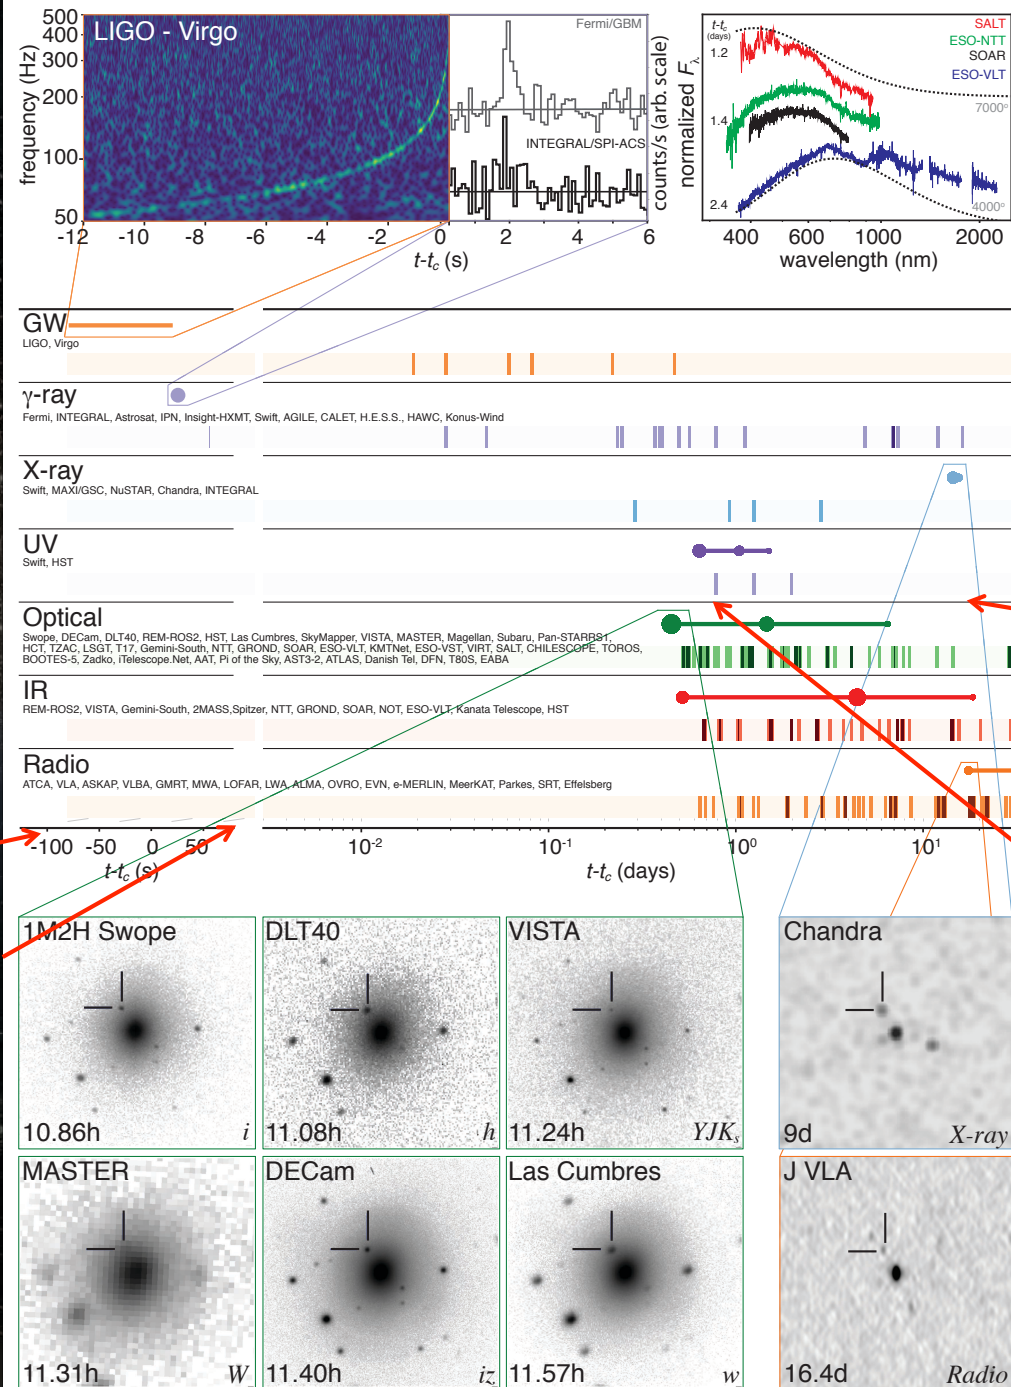 LIGO - Virgo
500
400
300
200
100
50
frequency (Hz)
-12 -10 -8 -6 -4 -2 0 2 4 6
t-tc (s)
Fermi/GBM
INTEGRAL/SPI-ACS
counts/s (arb. scale)
normalized Fλ
t-tc
(days)
1.2
1.4
2.4
SALT
ESO-NTT
SOAR
ESO-VLT
7000°
4000°
400 600 1000 2000
wavelength (nm)
GW
LIGO, Virgo
γ-ray
Fermi, INTEGRAL, Astrosat, IPN, Insight-HXMT, Swift, AGILE, CALET, H.E.S.S., HAWC, Konus-Wind
X-ray
Swift, MAXI/GSC, NuSTAR, Chandra, INTEGRAL
UV
Swift, HST
Optical
Swope, DECam, DLT40, REM-ROS2, HST, Las Cumbres, SkyMapper, VISTA, MASTER, Magellan, Subaru, Pan-STARRS1,
HCT, TZAC, LSGT, T17, Gemini-South, NTT, GROND, SOAR, ESO-VLT, KMTNet, ESO-VST, VIRT, SALT, CHILESCOPE, TOROS,
BOOTES-5, Zadko, iTelescope.Net, AAT, Pi of the Sky, AST3-2, ATLAS, Danish Tel, DFN, T80S, EABA
IR
REM-ROS2, VISTA, Gemini-South, 2MASS,Spitzer, NTT, GROND, SOAR, NOT, ESO-VLT, Kanata Telescope, HST
Radio
ATCA, VLA, ASKAP, VLBA, GMRT, MWA, LOFAR, LWA, ALMA, OVRO, EVN, e-MERLIN, MeerKAT, Parkes, SRT, Effelsberg
-100 -50 0 50 10-2 10-1 100 101
t-tc (s) t-tc (days)
1M2H Swope
10.86h i
DLT40
11.08h h
VISTA
11.24h YJKs
Chandra
9d X-ray
MASTER
11.31h W
DECam
11.40h iz
Las Cumbres
11.57h w
J VLA
16.4d Radio